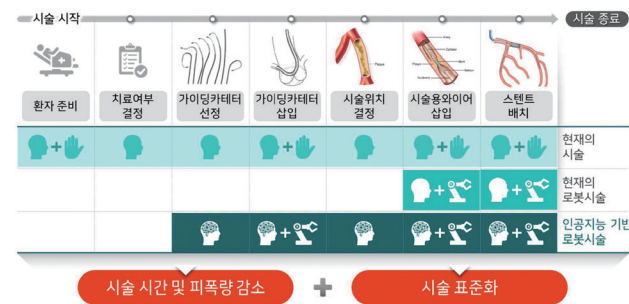 시술 시작
시술 종료
환자 준비
치료여부
결정
가이딩카테터
선정
가이딩카테터
삽입
시술위치
결정
시술용와이어
삽입
스텐트
배치
현재의
시술
현재의
로봇시술
인공지능 기반
로봇시술
시술 시간 및 피폭량 감소
+
시술 표준화